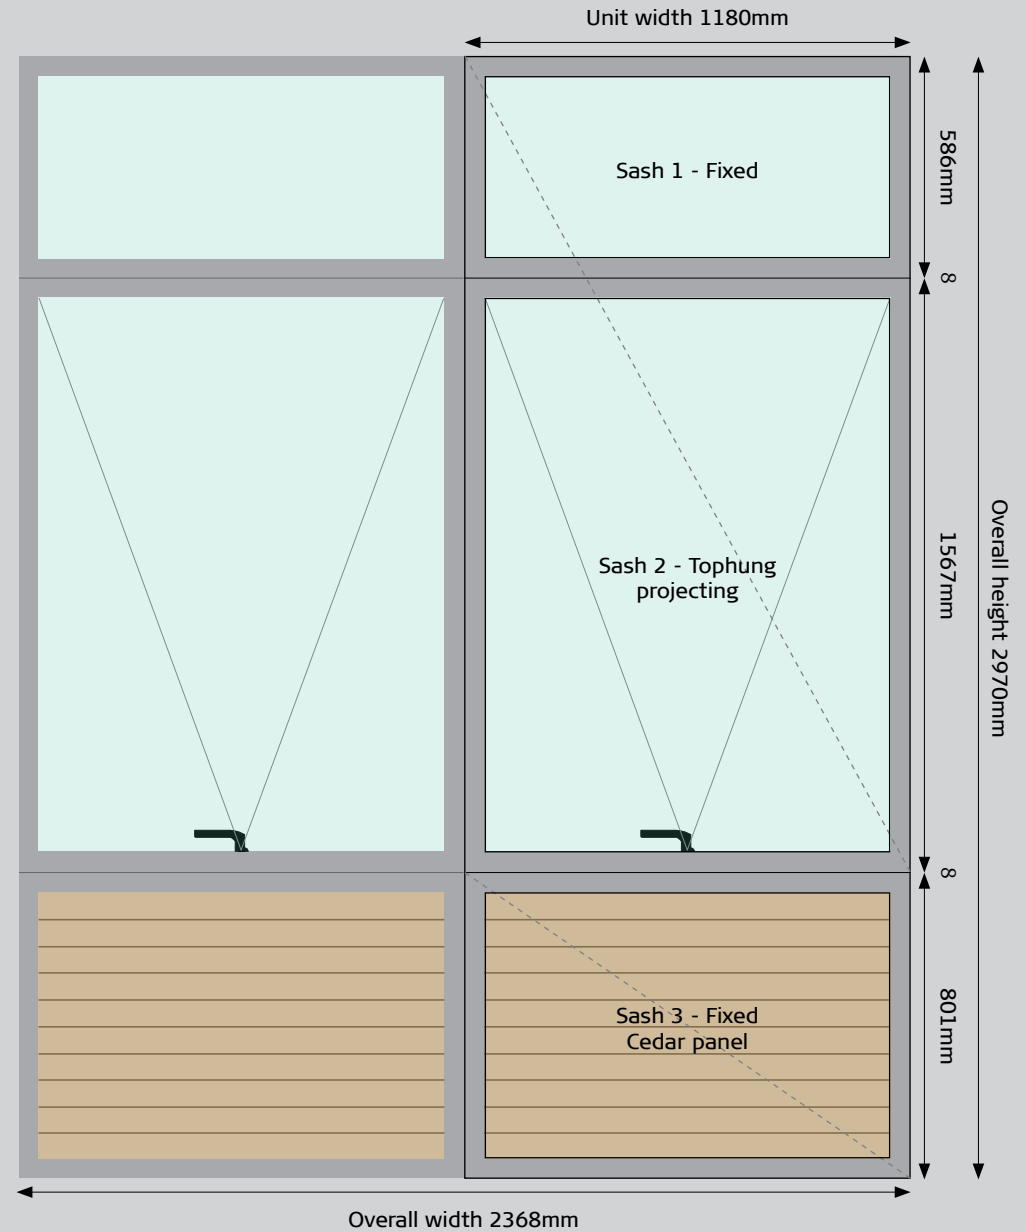 Unit width 1180mm
586mm
Sash 1 - Fixed
8
Overall height 2970mm
1567mm
Sash 2 - Tophung
projecting
8
801mm
Sash 3 - Fixed
Cedar panel
Overall width 2368mm